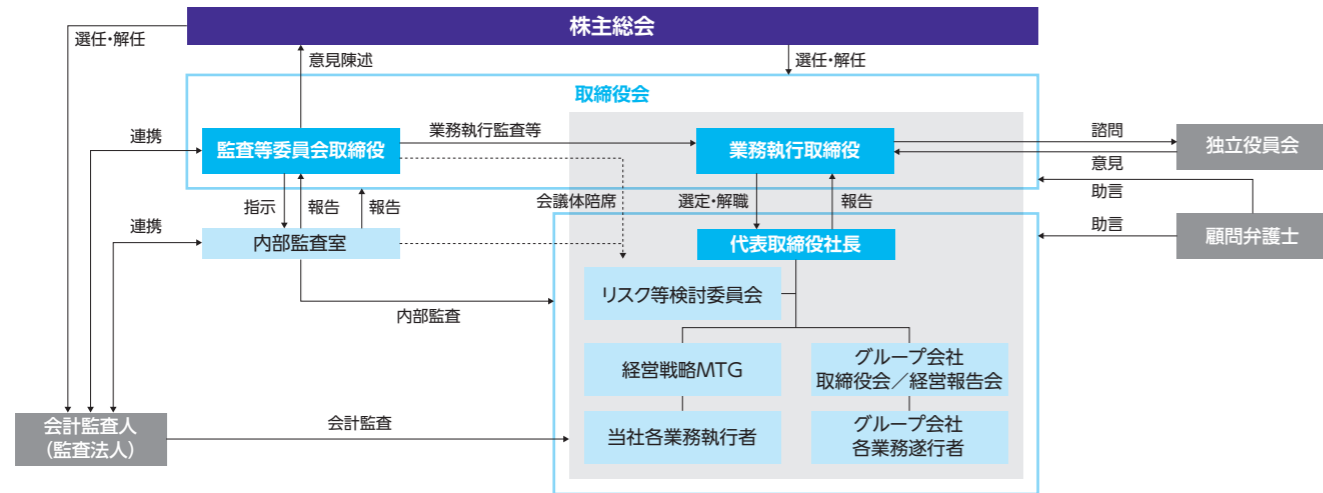 株主総会
選任・解任
意見陳述
選任・解任
取締役会
連携
監査等委員会取締役
業務執行監査等
業務執行取締役
諮問
独立役員会
意見
助言
指示
報告
報告
会議体陪席
選定・解職
報告
連携
内部監査室
代表取締役社長
助言
顧問弁護士
リスク等検討委員会
内部監査
経営戦略MTG
グループ会社
取締役会／経営報告会
会計監査人
（監査法人）
会計監査
当社各業務執行者
グループ会社
各業務遂行者